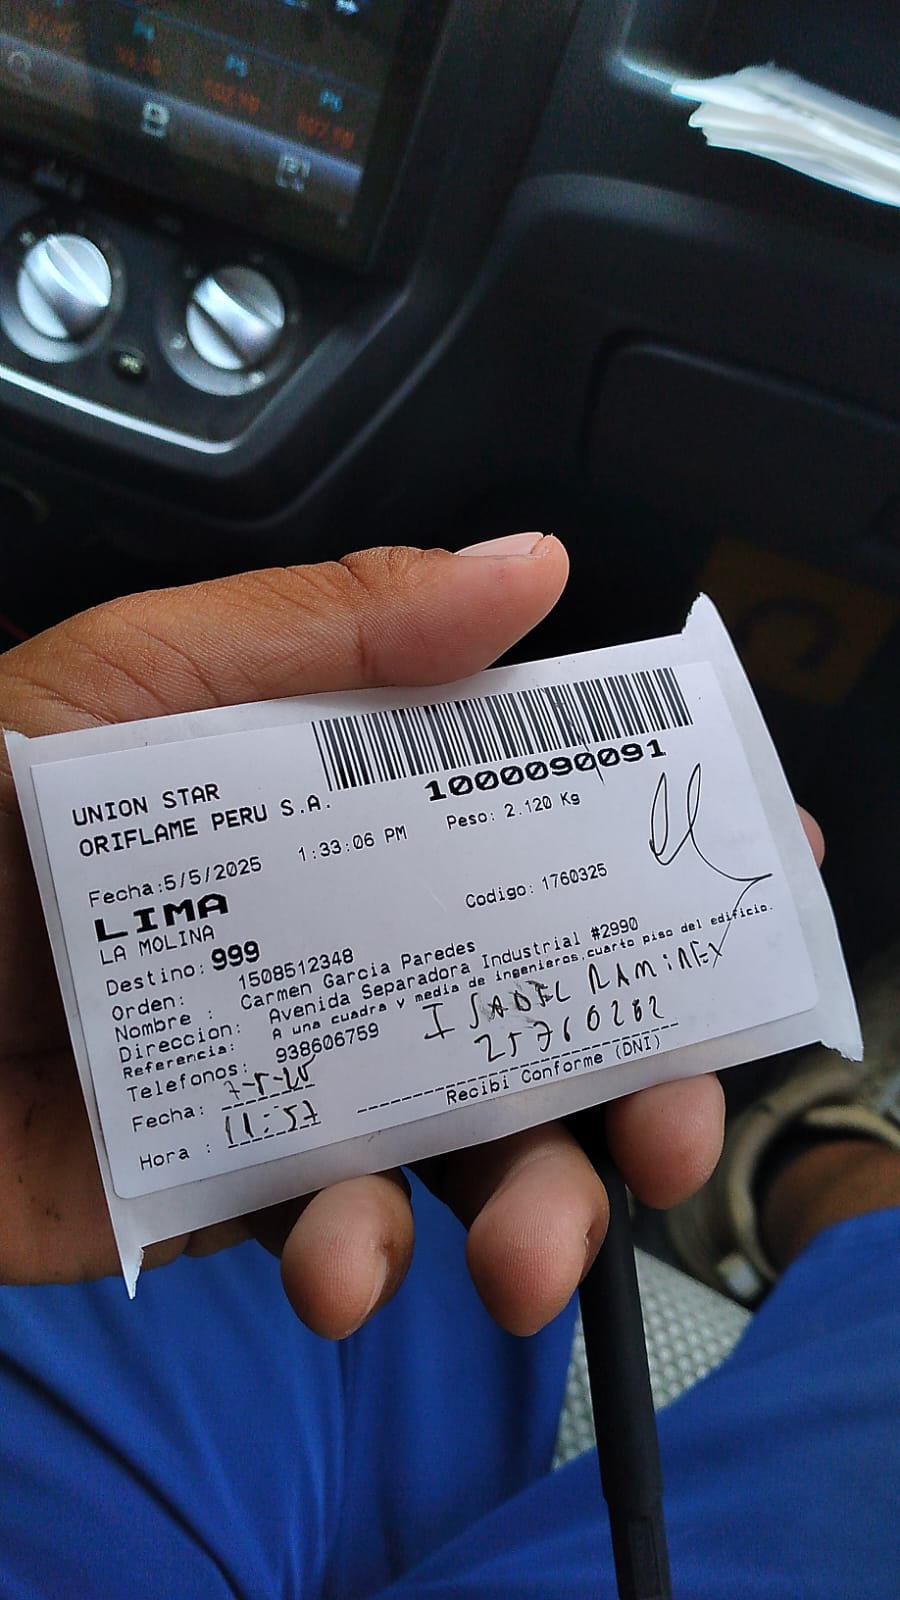 1000090091
UNION STAR
ORIFLAME PERU S.A.
Peso: 2.120 Kg
Fecha:5/5/2025 1:33:06 PM
LIMA
LA MOLINA
Codigo: 1760325
Destino: 999
Orden: 1508512348
Nombre : Carmen Garcia Paredes
Direccion: Avenida Separadora Industrial #2990
Referencia: A una cuadra y media de ingenieros,cuarto piso del edificio.
Telefonos: 938606759
ISABEL RAMIREX
25760282
Fecha: 7-5-25
Hora : 11:57
Recibi Conforme (DNI)